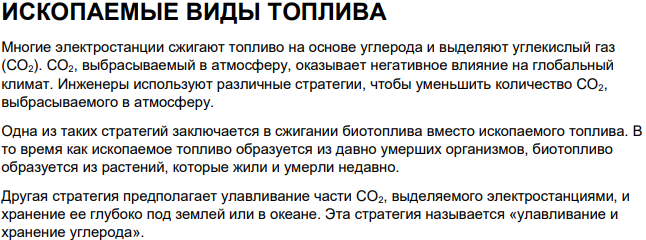 ИСКОПАЕМЫЕ ВИДЫ ТОПЛИВА
Многие электростанции сжигают топливо на основе углерода и выделяют углекислый газ
(CO₂). CO₂, выбрасываемый в атмосферу, оказывает негативное влияние на глобальный
климат. Инженеры используют различные стратегии, чтобы уменьшить количество CO₂,
выбрасываемого в атмосферу.
Одна из таких стратегий заключается в сжигании биотоплива вместо ископаемого топлива. В
то время как ископаемое топливо образуется из давно умерших организмов, биотопливо
образуется из растений, которые жили и умерли недавно.
Другая стратегия предполагает улавливание части CO₂, выделяемого электростанциями, и
хранение ее глубоко под землей или в океане. Эта стратегия называется «улавливание и
хранение углерода».